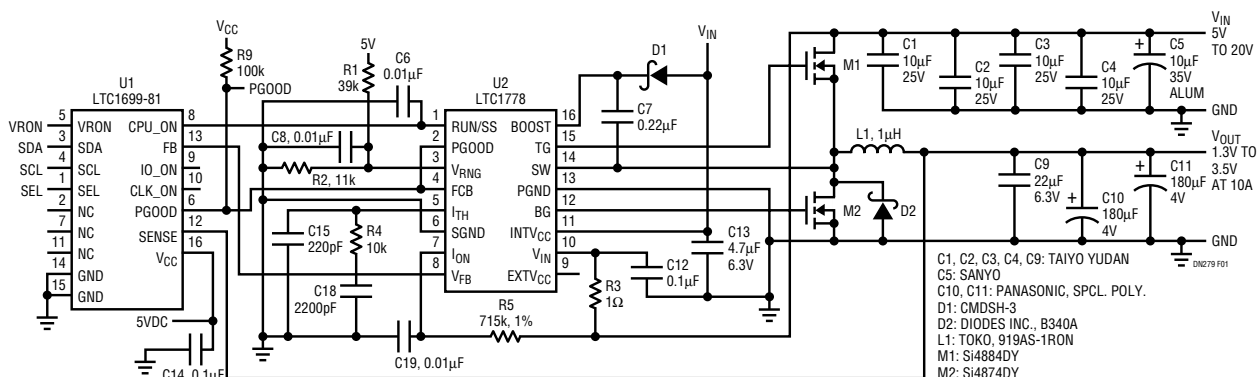 VCC
R9
100k
PGOOD
U1
LTC1699-81
VRON
SDA
SCL
SEL
5
3
4
1
2
7
11
14
15
VRON
SDA
SCL
SEL
NC
NC
NC
GND
GND
CPU_ON
FB
IO_ON
CLK_ON
PGOOD
SENSE
VCC
8
13
9
10
6
12
16
5VDC
C14, 0.1µF
5V
R1
39k
C6
0.01µF
C8, 0.01µF
R2, 11k
C15
220pF
R4
10k
C18
2200pF
C19, 0.01µF
R5
715k, 1%
U2
LTC1778
1
2
3
4
5
6
7
8
RUN/SS
PGOOD
VRNG
FCB
ITH
SGND
ION
VFB
BOOST
TG
SW
PGND
BG
INTVCC
VIN
EXTVCC
16
15
14
13
12
11
10
9
D1
VIN
C7
0.22µF
R3
1Ω
C12
0.1µF
C13
4.7µF
6.3V
M1
M2
D2
L1, 1µH
C1
10µF
25V
C2
10µF
25V
C3
10µF
25V
C4
10µF
25V
+
C5
10µF
35V
ALUM
VIN
5V
TO 20V
GND
VOUT
1.3V TO
3.5V
AT 10A
C9
22µF
6.3V
+
C10
180µF
4V
+
C11
180µF
4V
GND
DN279 F01
C1, C2, C3, C4, C9: TAIYO YUDAN
C5: SANYO
C10, C11: PANASONIC, SPCL. POLY.
D1: CMDSH-3
D2: DIODES INC., B340A
L1: TOKO, 919AS-1RON
M1: Si4884DY
M2: Si4874DY